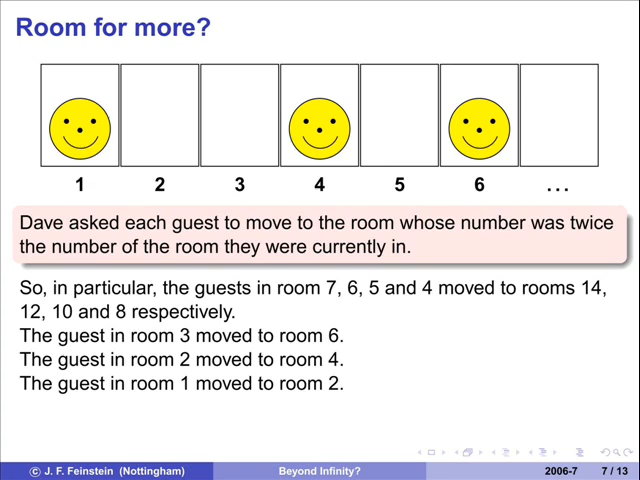 Room for more?
1 2 3 4 5 6 ...
Dave asked each guest to move to the room whose number was twice
the number of the room they were currently in.
So, in particular, the guests in room 7, 6, 5 and 4 moved to rooms 14,
12, 10 and 8 respectively.
The guest in room 3 moved to room 6.
The guest in room 2 moved to room 4.
The guest in room 1 moved to room 2.
© J. F. Feinstein (Nottingham) Beyond Infinity? 2006-7 7 / 13